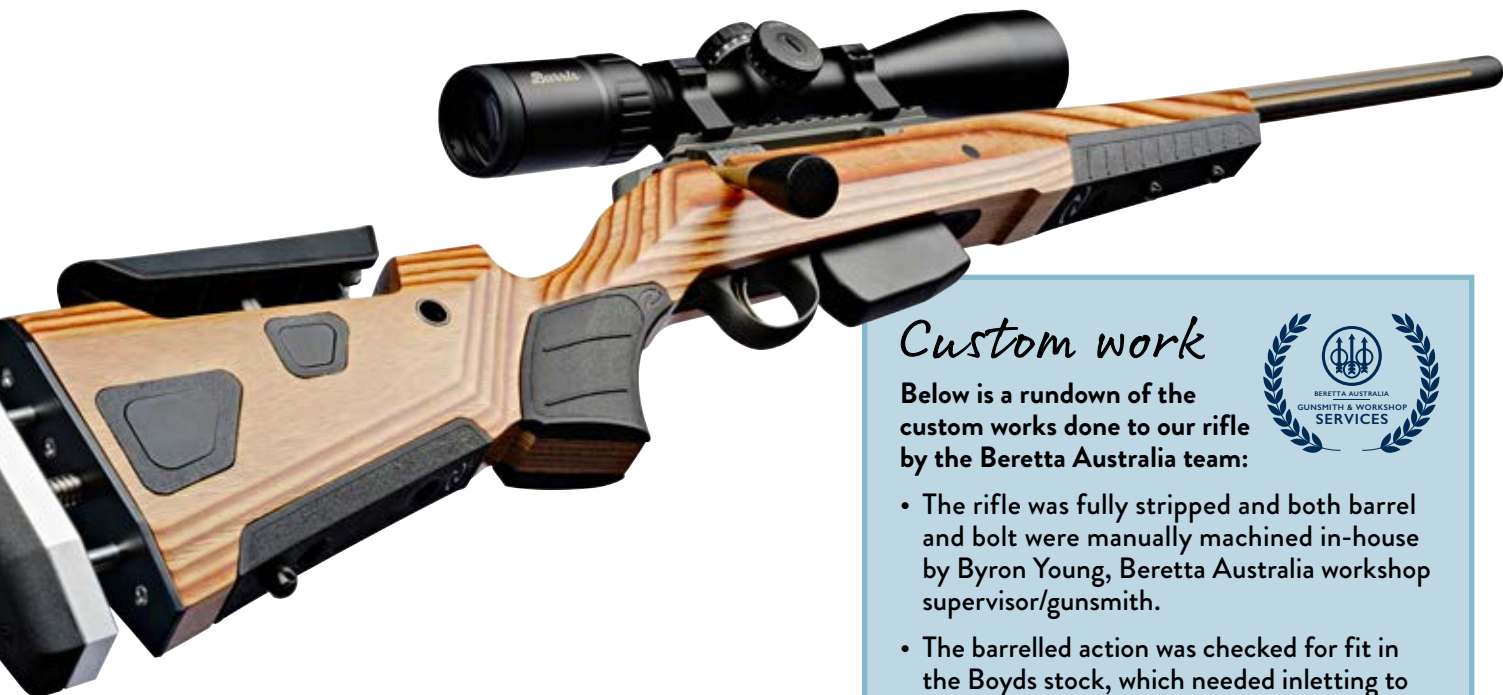 Burris
Custom work
BERETTA AUSTRALIA
GUNSMITH & WORKSHOP
SERVICES
Below is a rundown of the
custom works done to our rifle
by the Beretta Australia team:
• The rifle was fully stripped and both barrel
and bolt were manually machined in-house
by Byron Young, Beretta Australia workshop
supervisor/gunsmith.
• The barrelled action was checked for fit in
the Boyds stock, which needed inletting to